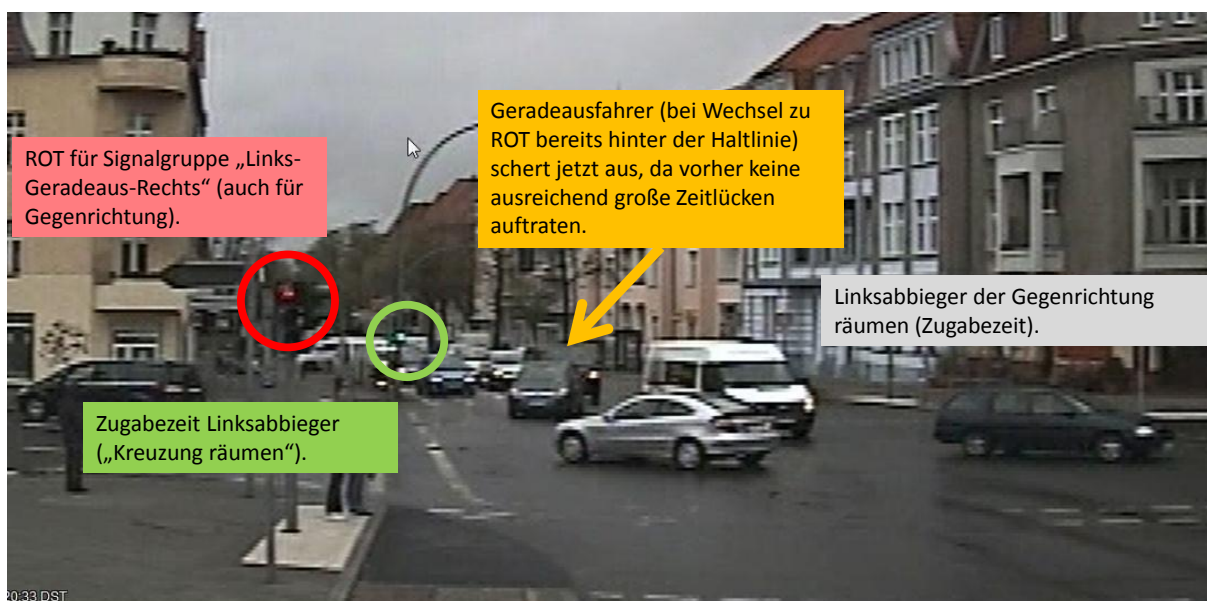 ROT für Signalgruppe „Links-
Geradeaus-Rechts“ (auch für
Gegenrichtung).
Geradeausfahrer (bei Wechsel zu
ROT bereits hinter der Haltlinie)
schert jetzt aus, da vorher keine
ausreichend große Zeitlücken
auftraten.
Linksabbieger der Gegenrichtung
räumen (Zugabezeit).
Zugabezeit Linksabbieger
(„Kreuzung räumen“).
20:33 DST